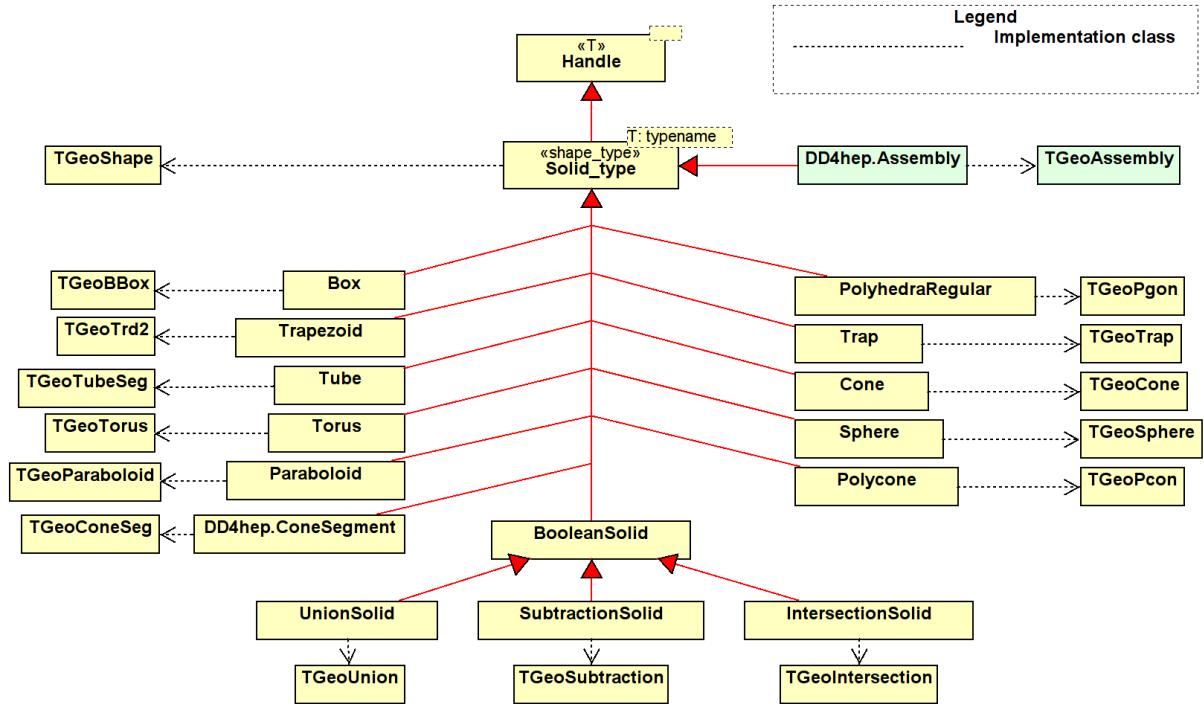 Legend
Implementation class
«T»
Handle
T: typename
TGeoShape
«shape_type»
Solid_type
DD4hep.Assembly
TGeoAssembly
TGeoBBox
Box
PolyhedraRegular
TGeoPgon
TGeoTrd2
Trapezoid
Trap
TGeoTrap
TGeoTubeSeg
Tube
Cone
TGeoCone
TGeoTorus
Torus
Sphere
TGeoSphere
TGeoParaboloid
Paraboloid
Polycone
TGeoPcon
TGeoConeSeg
DD4hep.ConeSegment
BooleanSolid
UnionSolid
SubtractionSolid
IntersectionSolid
TGeoUnion
TGeoSubtraction
TGeoIntersection